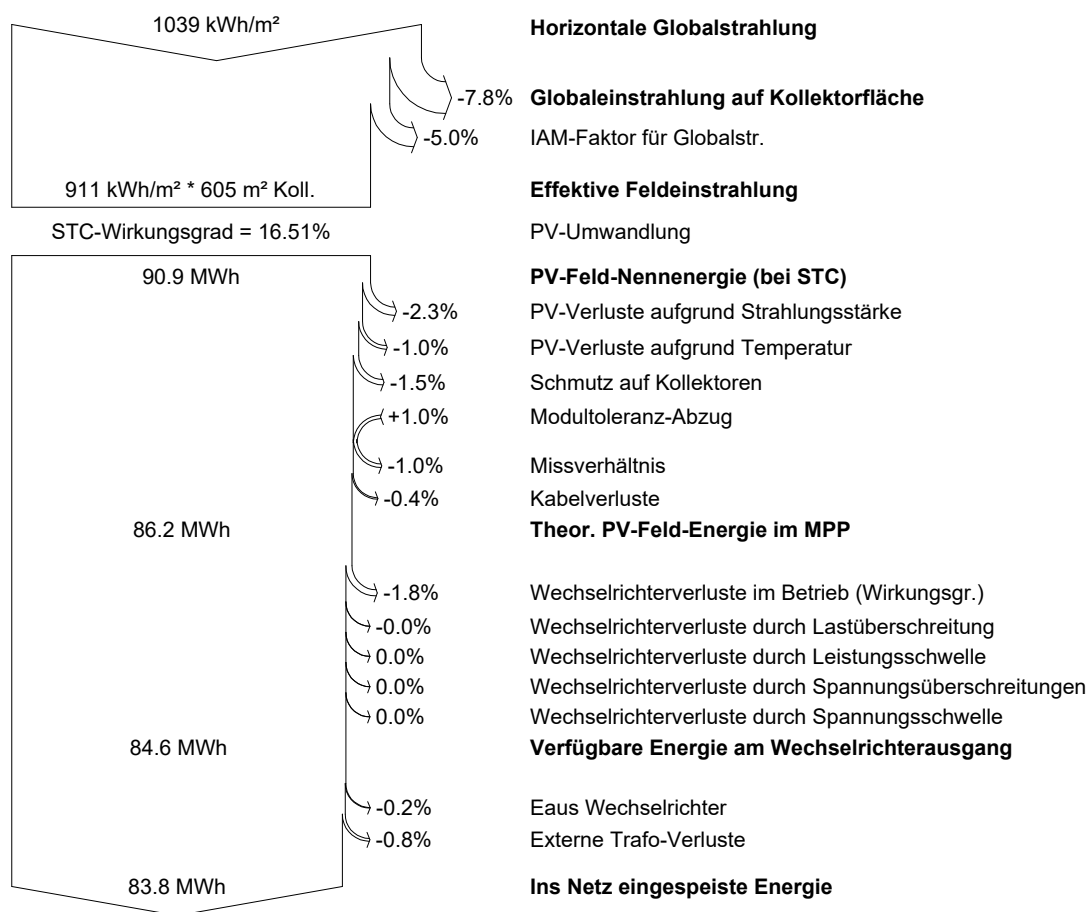 1039 kWh/m² Horizontale Globalstrahlung
-7.8% Globaleinstrahlung auf Kollektorfläche
-5.0% IAM-Faktor für Globalstr.
911 kWh/m² * 605 m² Koll. Effektive Feldeinstrahlung
STC-Wirkungsgrad = 16.51% PV-Umwandlung
90.9 MWh PV-Feld-Nennenergie (bei STC)
-2.3% PV-Verluste aufgrund Strahlungsstärke
-1.0% PV-Verluste aufgrund Temperatur
-1.5% Schmutz auf Kollektoren
+1.0% Modultoleranz-Abzug
-1.0% Missverhältnis
-0.4% Kabelverluste
86.2 MWh Theor. PV-Feld-Energie im MPP
-1.8% Wechselrichterverluste im Betrieb (Wirkungsgr.)
-0.0% Wechselrichterverluste durch Lastüberschreitung
0.0% Wechselrichterverluste durch Leistungsschwelle
0.0% Wechselrichterverluste durch Spannungsüberschreitungen
0.0% Wechselrichterverluste durch Spannungsschwelle
84.6 MWh Verfügbare Energie am Wechselrichterausgang
-0.2% Eaus Wechselrichter
-0.8% Externe Trafo-Verluste
83.8 MWh Ins Netz eingespeiste Energie